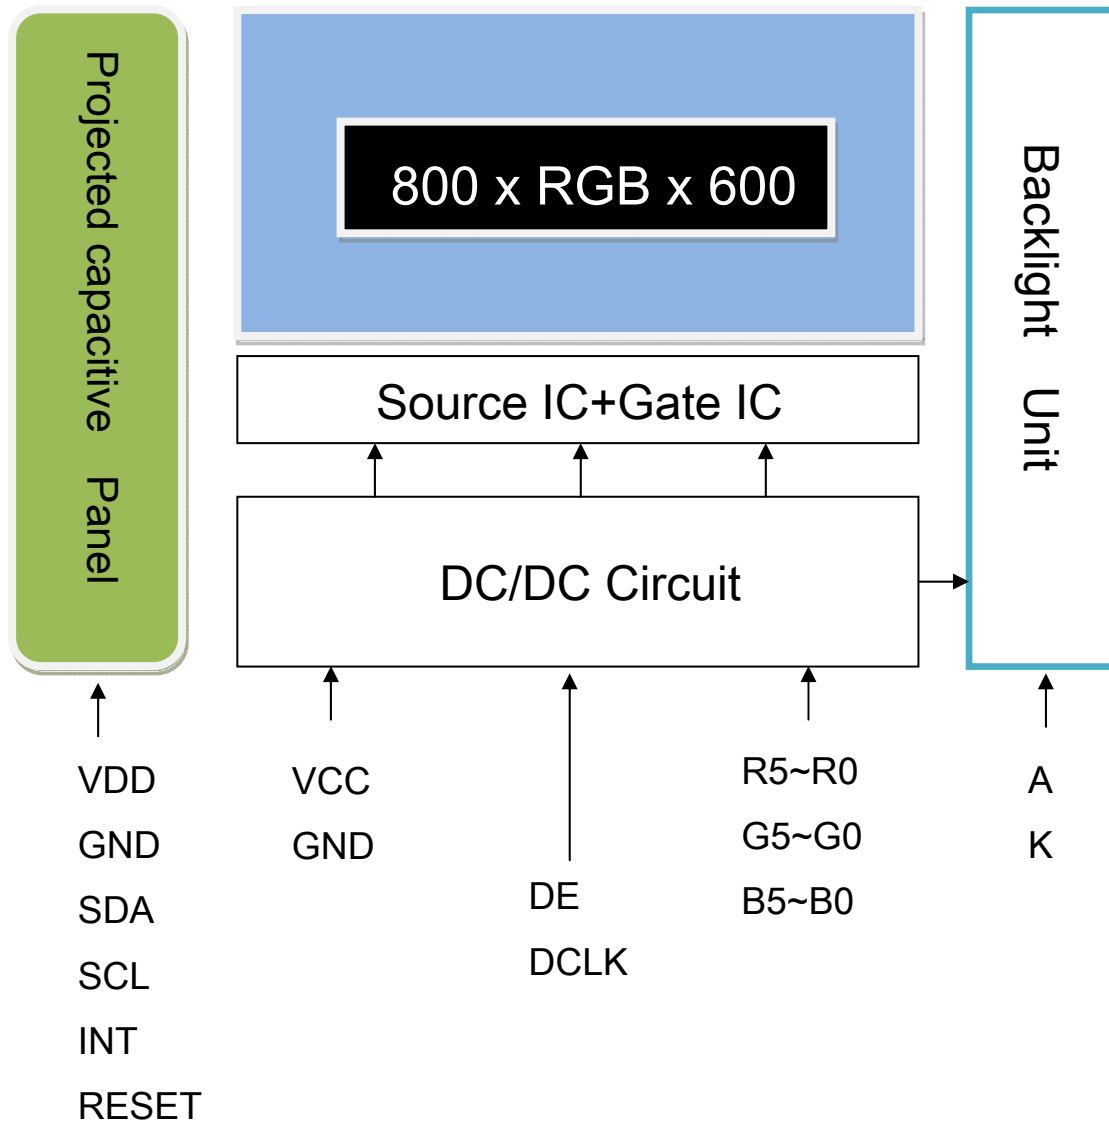 Projected capacitive Panel
800 x RGB x 600
Source IC+Gate IC
DC/DC Circuit
Backlight Unit
VDD
GND
SDA
SCL
INT
RESET
VCC
GND
DE
DCLK
R5~R0
G5~G0
B5~B0
A
K